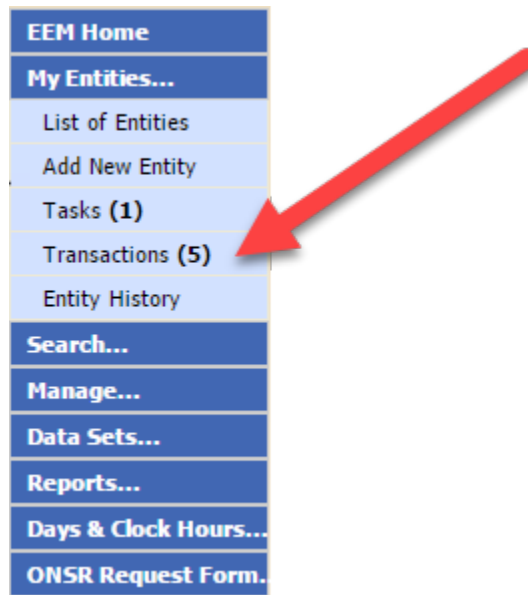 EEM Home
My Entities...
List of Entities
Add New Entity
Tasks (1)
Transactions (5)
Entity History
Search...
Manage...
Data Sets...
Reports...
Days & Clock Hours...
ONSR Request Form.